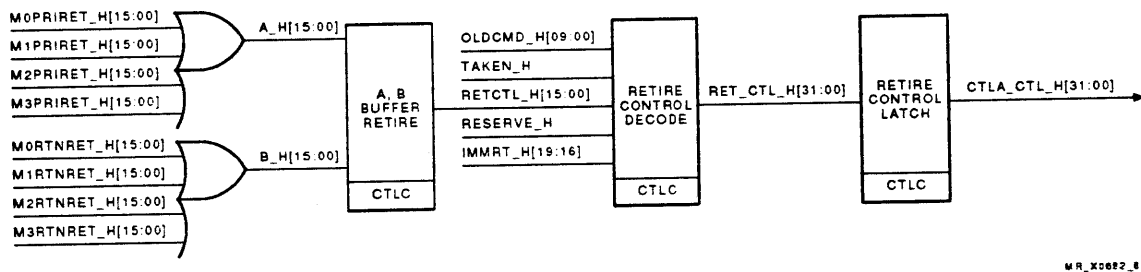 M0PRIRET_H[15:00]
M1PRIRET_H[15:00]
M2PRIRET_H[15:00]
M3PRIRET_H[15:00]
A_H[15:00]
M0RTNRET_H[15:00]
M1RTNRET_H[15:00]
M2RTNRET_H[15:00]
M3RTNRET_H[15:00]
B_H[15:00]
A, B
BUFFER
RETIRE
CTLC
OLDCMD_H[09:00]
TAKEN_H
RETCTL_H[15:00]
RESERVE_H
IMMRT_H[19:16]
RETIRE
CONTROL
DECODE
CTLC
RET_CTL_H[31:00]
RETIRE
CONTROL
LATCH
CTLC
CTLA_CTL_H[31:00]